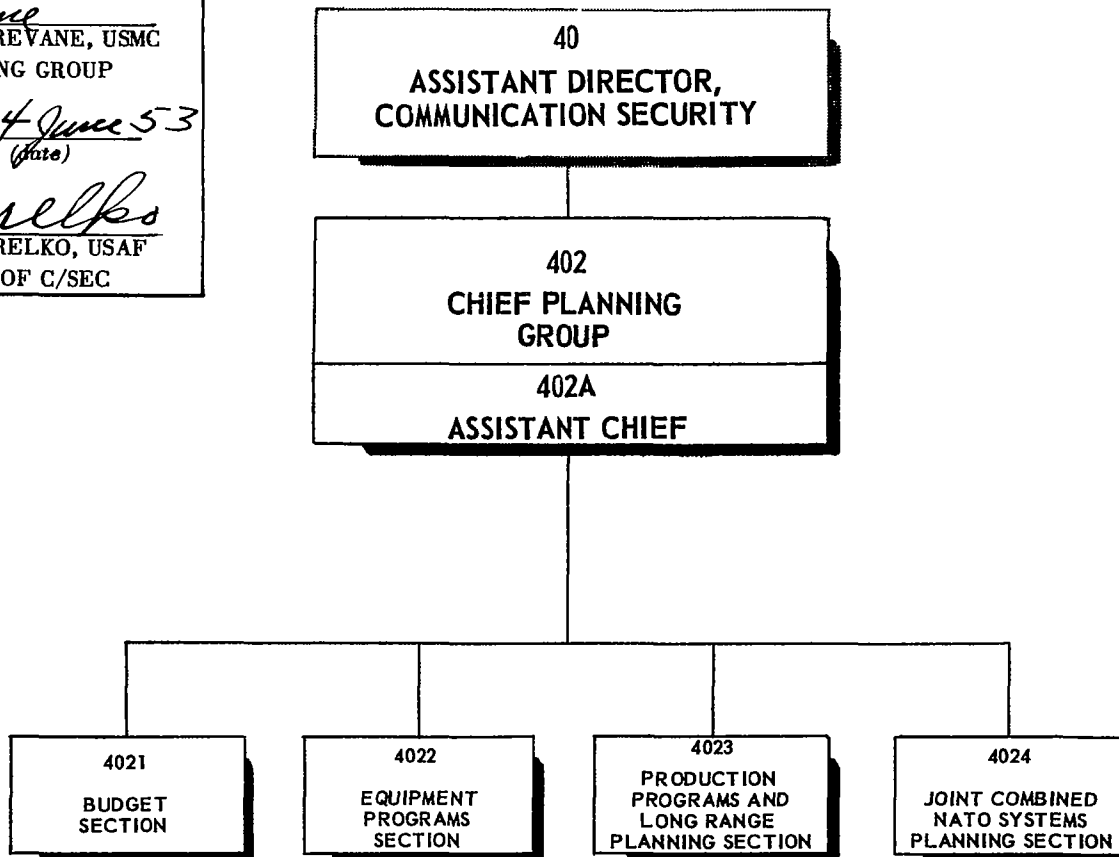 REVANE, USMC
NG GROUP
4 June 53
(date)
RELKO, USAF
OF C/SEC
40
ASSISTANT DIRECTOR,
COMMUNICATION SECURITY
402
CHIEF PLANNING
GROUP
402A
ASSISTANT CHIEF
4021
BUDGET
SECTION
4022
EQUIPMENT
PROGRAMS
SECTION
4023
PRODUCTION
PROGRAMS AND
LONG RANGE
PLANNING SECTION
4024
JOINT COMBINED
NATO SYSTEMS
PLANNING SECTION